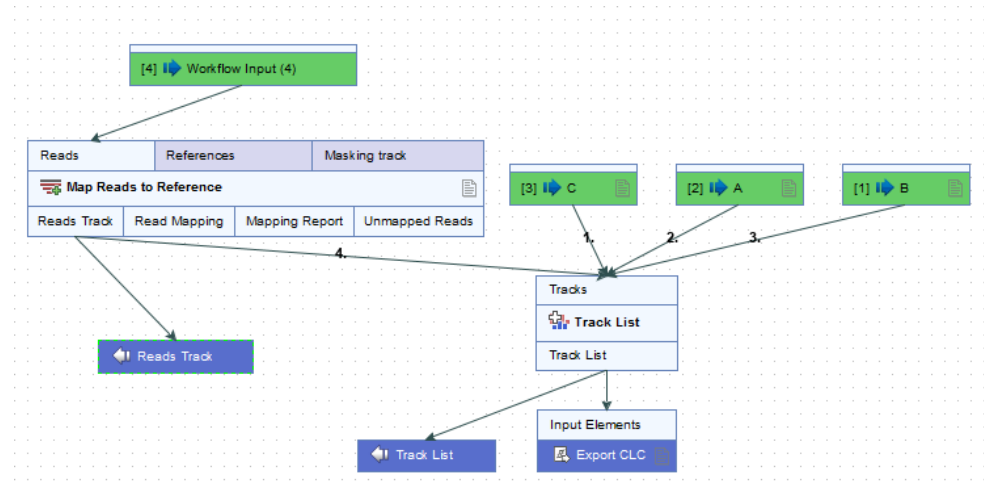 [4] Workflow Input (4)
Reads References Masking track
Map Reads to Reference
Reads Track Read Mapping Mapping Report Unmapped Reads
[3] C
[2] A
[1] B
1.
2.
3.
4.
Tracks
Track List
Track List
Reads Track
Input Elements
Track List
Export CLC